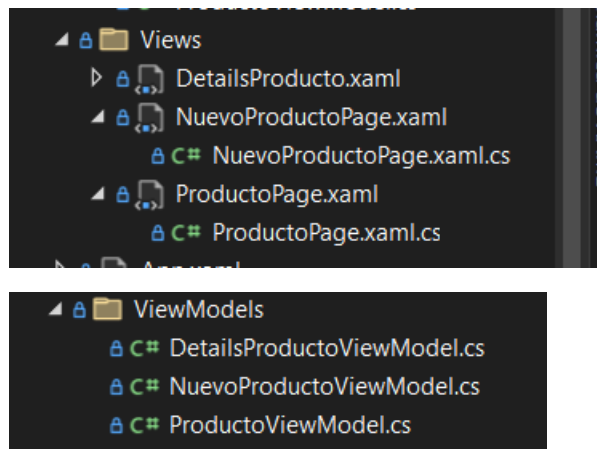 Views
DetailsProducto.xaml
NuevoProductoPage.xaml
C# NuevoProductoPage.xaml.cs
ProductoPage.xaml
C# ProductoPage.xaml.cs
ViewModels
C# DetailsProductoViewModel.cs
C# NuevoProductoViewModel.cs
C# ProductoViewModel.cs